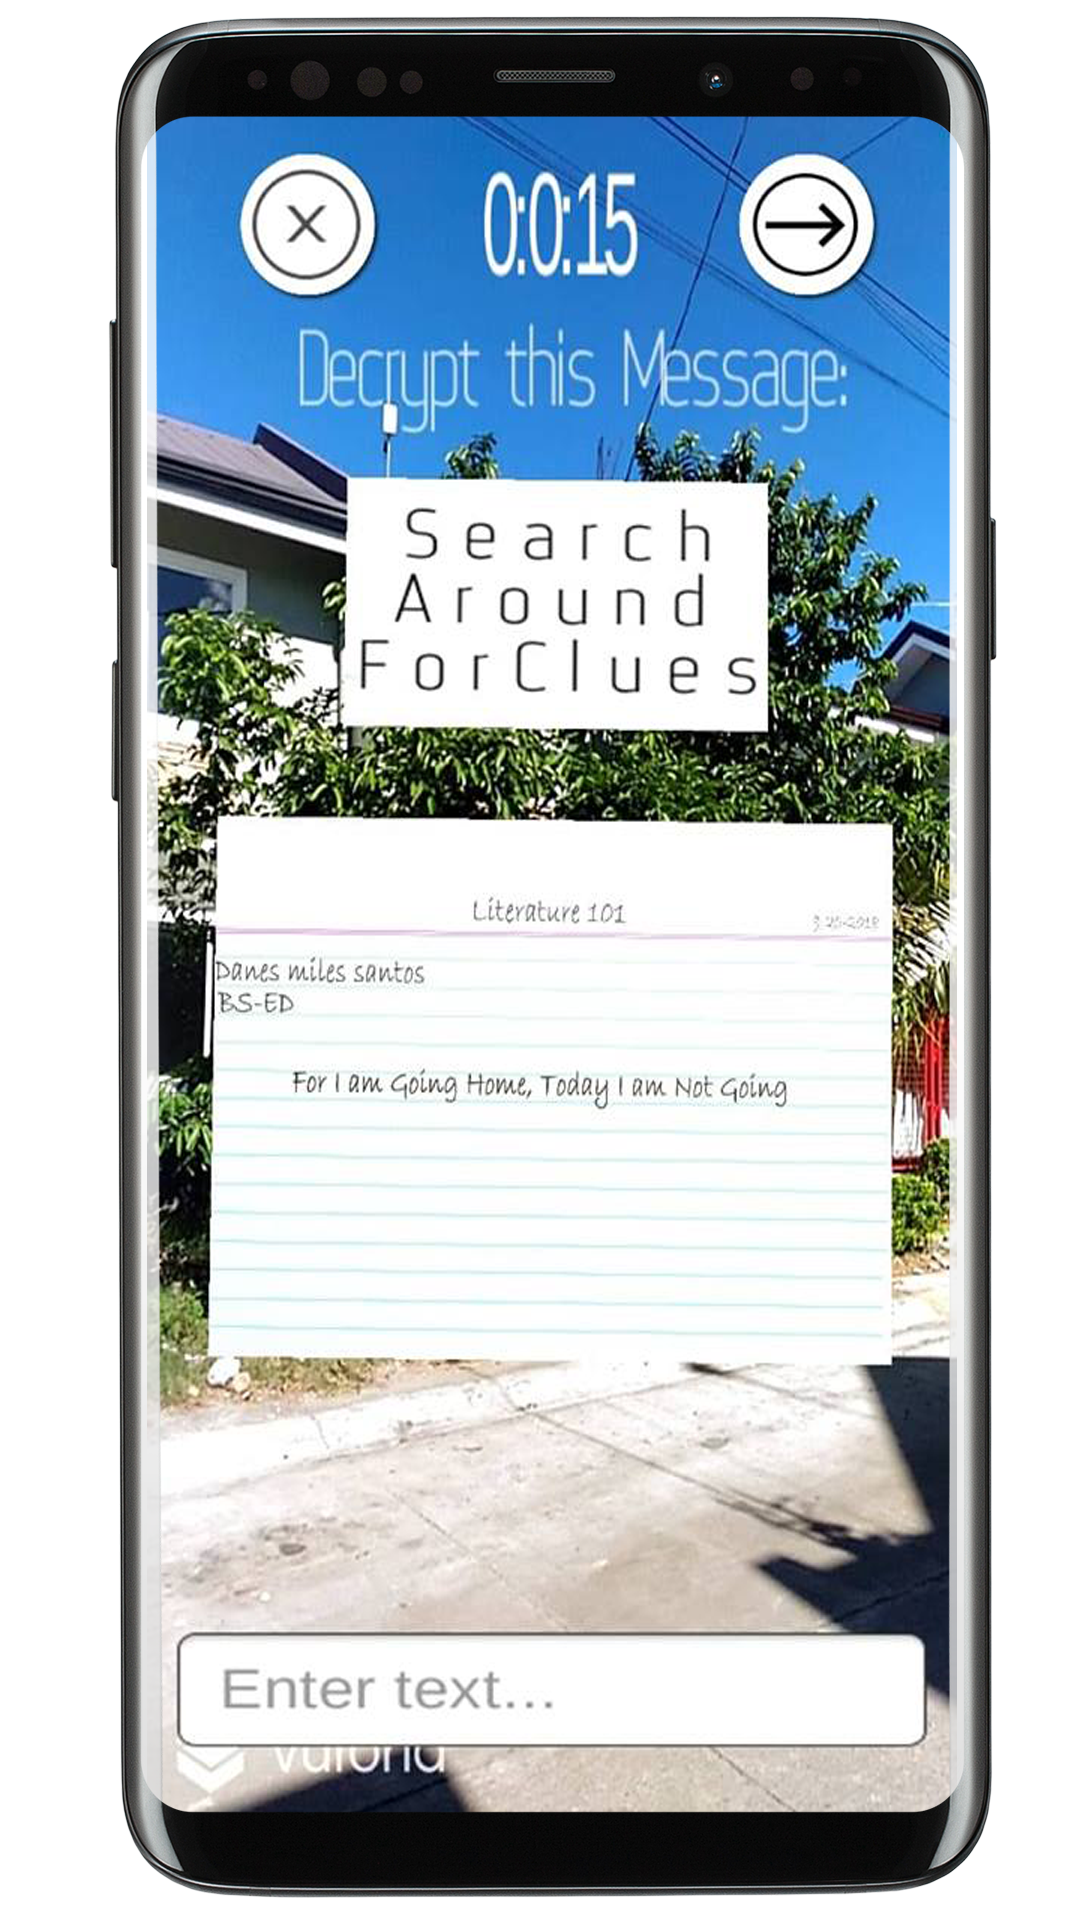 0:0:15
Decrypt this Message:
Search
Around
ForClues
Literature 101
3-25-2018
Danes miles santos
BS-ED
For I am Going Home, Today I am Not Going
Enter text...
vuforia